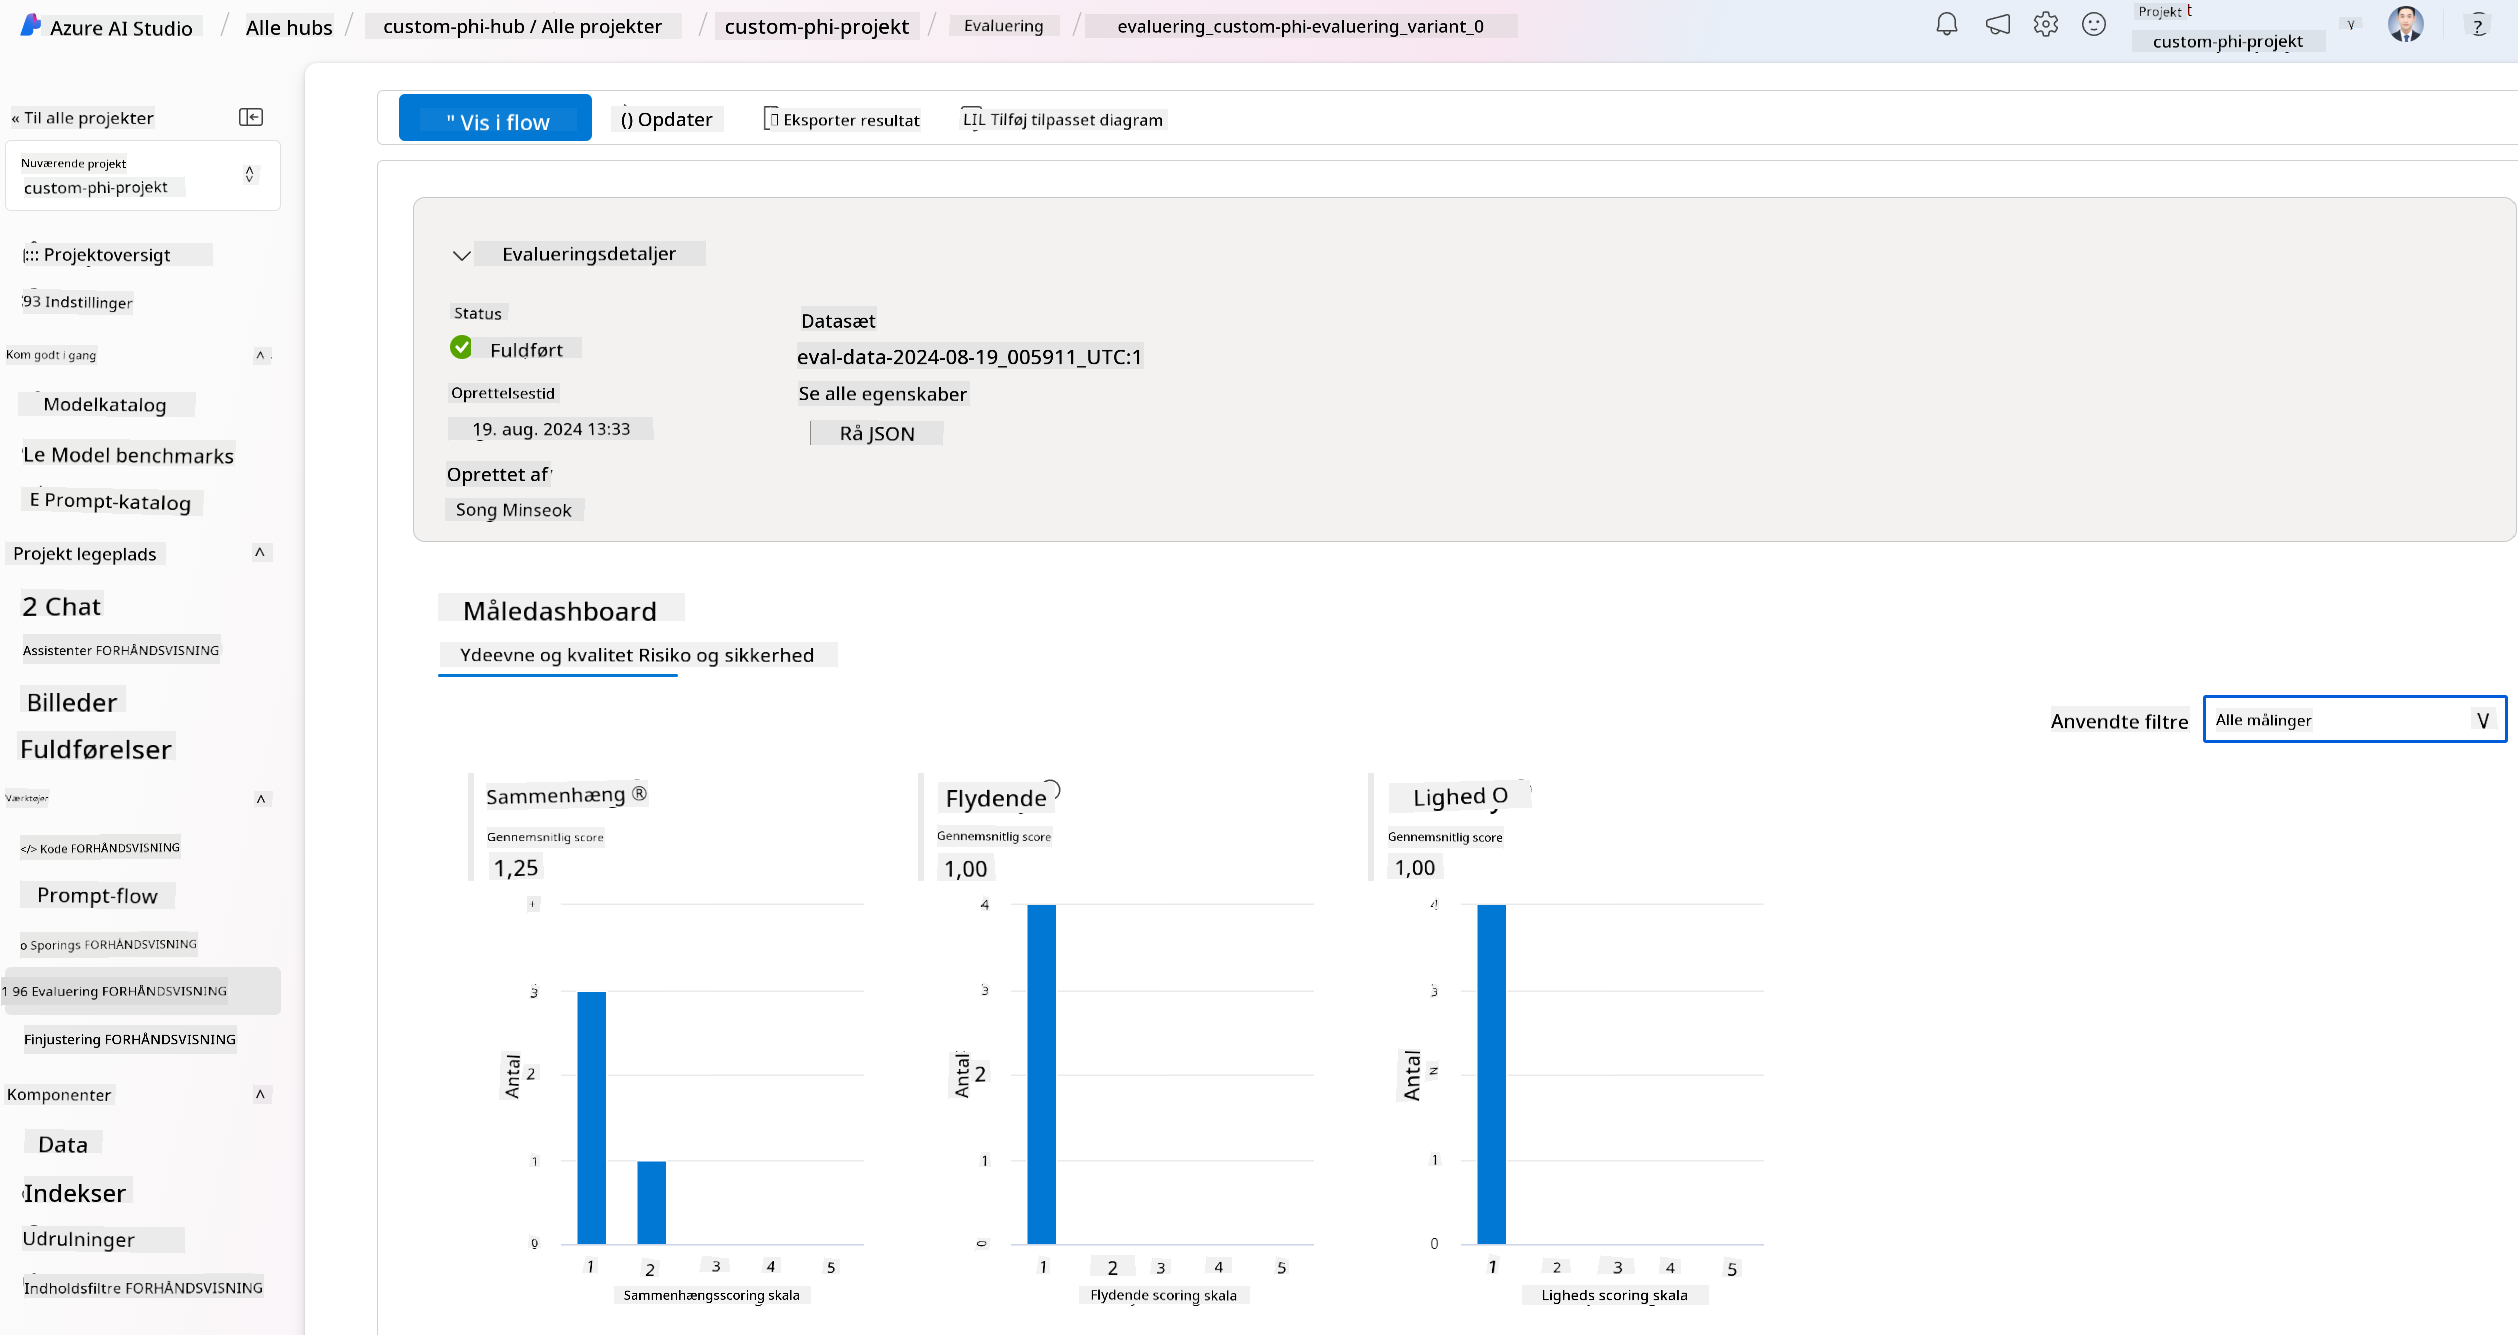 Azure AI Studio / Alle hubs / custom-phi-hub / Alle projekter / custom-phi-projekt / Evaluering / evaluering_custom-phi-evaluering_variant_0
Projekt
custom-phi-projekt
?
« Til alle projekter
Nuværende projekt
custom-phi-projekt
Projektoversigt
93 Indstillinger
Kom godt i gang
Modelkatalog
Le Model benchmarks
E Prompt-katalog
Projekt legeplads
2 Chat
Assistenter FORHÅNDSVISNING
Billeder
Fuldførelser
Værktøjer
</> Kode FORHÅNDSVISNING
Prompt-flow
o Sporings FORHÅNDSVISNING
1 96 Evaluering FORHÅNDSVISNING
Finjustering FORHÅNDSVISNING
Komponenter
Data
Indekser
Udrulninger
Indholdsfiltre FORHÅNDSVISNING
" Vis i flow
() Opdater
Eksporter resultat
LIL Tilføj tilpasset diagram
Evalueringsdetaljer
Status
Fuldført
Oprettelsestid
19. aug. 2024 13:33
Oprettet af
Song Minseok
Datasæt
eval-data-2024-08-19_005911_UTC:1
Se alle egenskaber
Rå JSON
Måledashboard
Ydeevne og kvalitet Risiko og sikkerhed
Anvendte filtre
Alle målinger
V
Sammenhæng ®
Gennemsnitlig score
1,25
3
2
1
0
Antal
1 2 3 4 5
Sammenhængsscoring skala
Flydende
Gennemsnitlig score
1,00
4
3
2
1
0
Antal
1 2 3 4 5
Flydende scoring skala
Lighed O
Gennemsnitlig score
1,00
4
3
N
1
0
Antal
1 2 3 4 5
Ligheds scoring skala